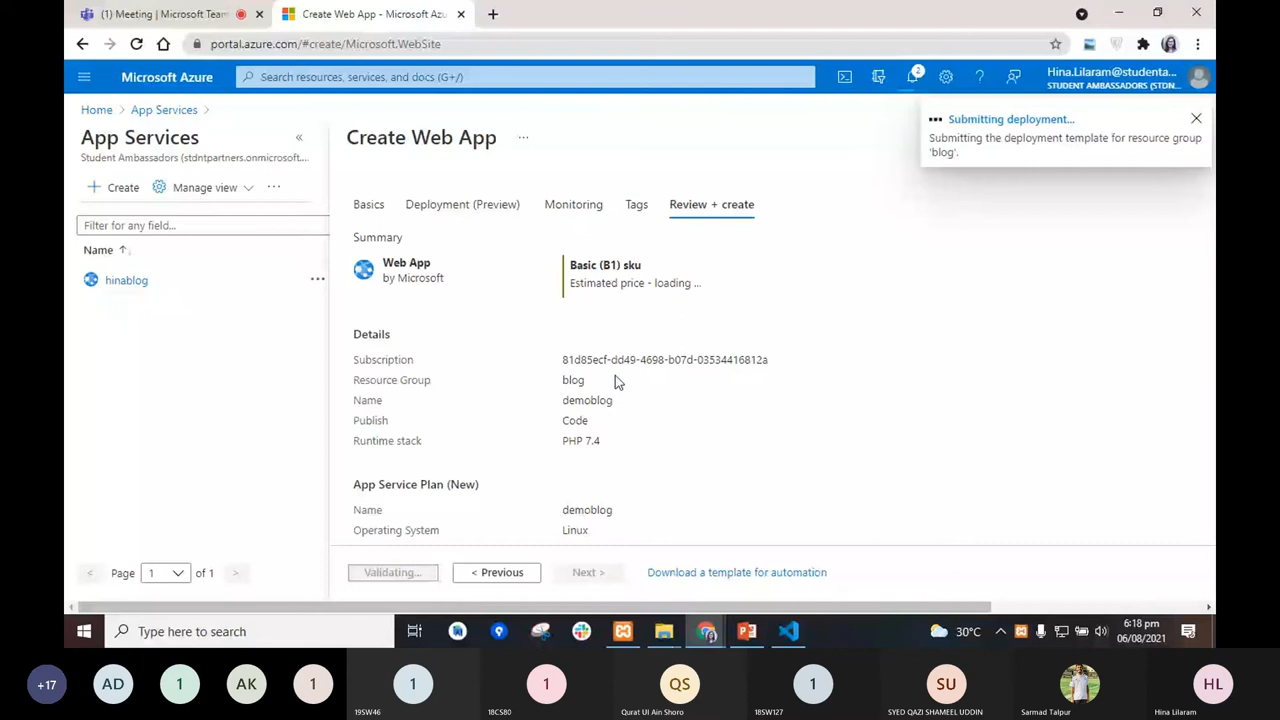 (1) Meeting | Microsoft Team
Create Web App - Microsoft Azu
portal.azure.com/#create/Microsoft.WebSite
Microsoft Azure
Search resources, services, and docs (G+/)
2
Hina.Lilaram@studenta...
STUDENT AMBASSADORS (STDN...
Home > App Services >
App Services
Student Ambassadors (stdntpartners.onmicrosoft....
Create
Manage view
Filter for any field...
Name
hinablog
Page 1 of 1
Create Web App
Submitting deployment...
Submitting the deployment template for resource group
'blog'.
Basics
Deployment (Preview)
Monitoring
Tags
Review + create
Summary
Web App
by Microsoft
Basic (B1) sku
Estimated price - loading ...
Details
Subscription 81d85ecf-dd49-4698-b07d-03534416812a
Resource Group blog
Name demoblog
Publish Code
Runtime stack PHP 7.4
App Service Plan (New)
Name demoblog
Operating System Linux
Validating...
< Previous
Next >
Download a template for automation
Type here to search
30°C
6:18 pm
06/08/2021
+17
AD
1
AK
1
1
19SW46
1
18CS80
QS
Qurat Ul Ain Shoro
1
18SW127
SU
SYED QAZI SHAMEEL UDDIN
Sarmad Talpur
HL
Hina Lilaram